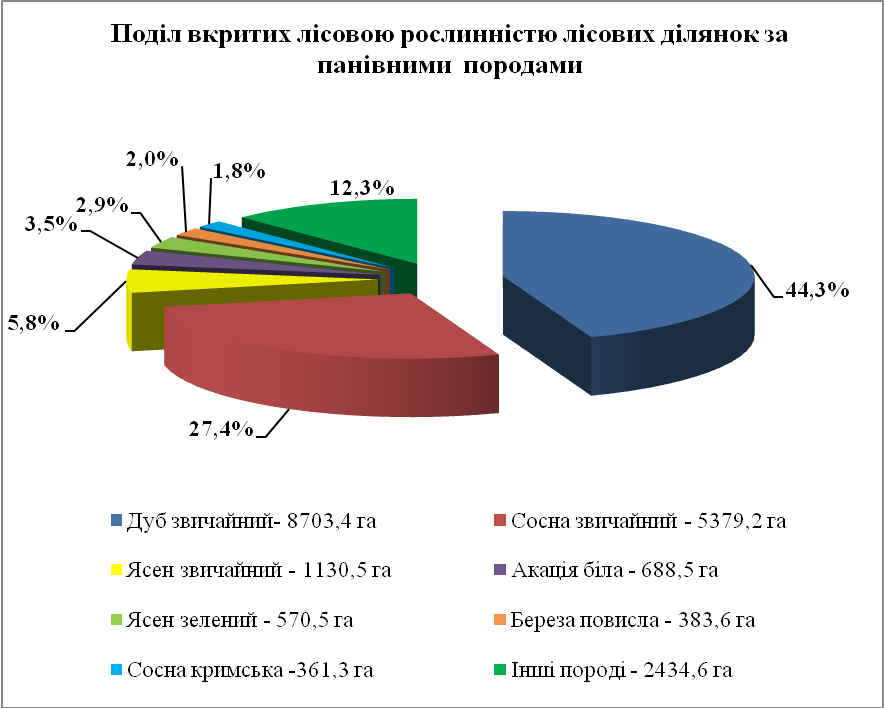 Поділ вкритих лісовою рослинністю лісових ділянок за
панівними породами
2,0%
1,8%
12,3%
2,9%
3,5%
44,3%
5,8%
27,4%
Дуб звичайний- 8703,4 га
Сосна звичайний - 5379,2 га
Ясен звичайний - 1130,5 га
Акація біла - 688,5 га
Ясен зелений - 570,5 га
Береза повисла - 383,6 га
Сосна кримська -361,3 га
Інші породі - 2434,6 га